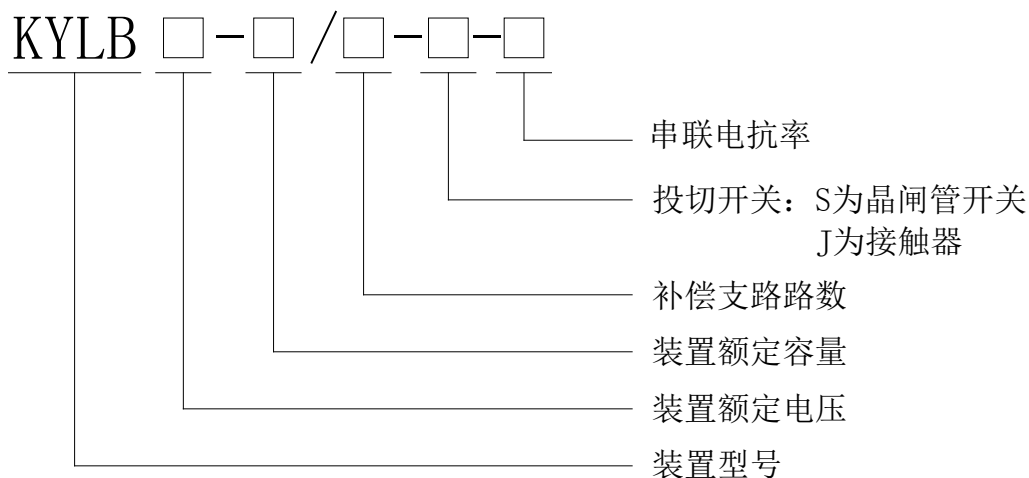 KYLB □-□/□-□-□
串联电抗率
投切开关：S为晶闸管开关
J为接触器
补偿支路路数
装置额定容量
装置额定电压
装置型号